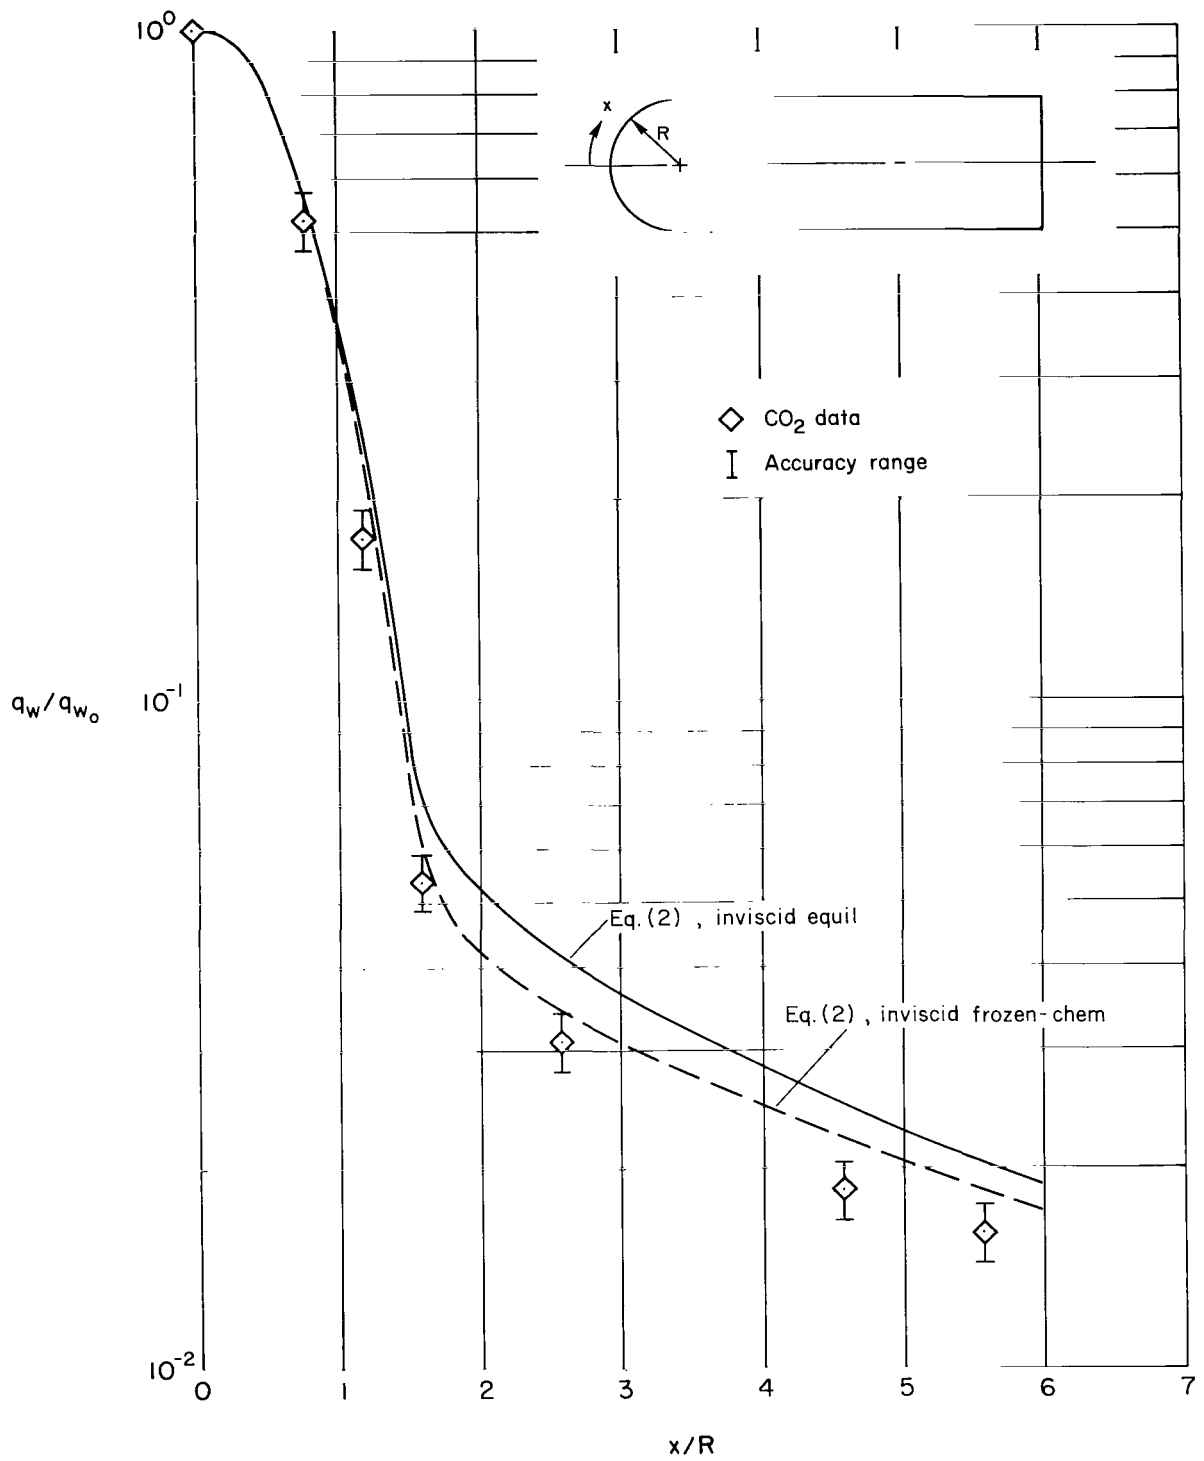 10⁰
x
R
CO₂ data
Accuracy range
q_w/q_w₀
10⁻¹
Eq. (2) , inviscid equil
Eq. (2) , inviscid frozen-chem
10⁻²
0 1 2 3 4 5 6 7
x/R